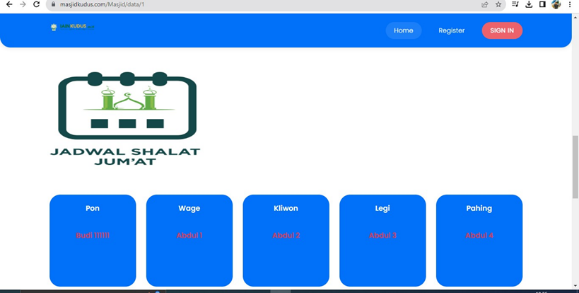 masjidkudus.com/Masjid/data/1
MASJIDKUDUS
Home
Register
SIGN IN
JADWAL SHALAT
JUM'AT
Pon
Wage
Kliwon
Legi
Pahing
Abdul 1
Abdul 2
Abdul 3
Abdul 4